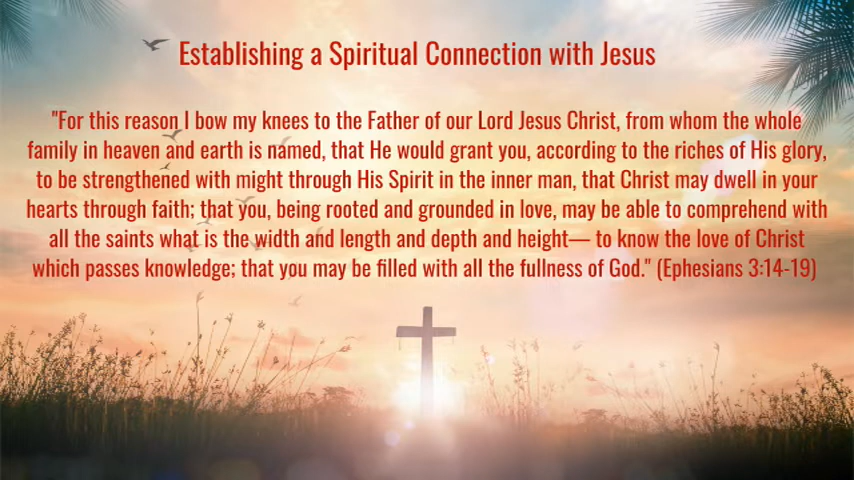 Establishing a Spiritual Connection with Jesus
"For this reason I bow my knees to the Father of our Lord Jesus Christ, from whom the whole
family in heaven and earth is named, that He would grant you, according to the riches of His glory,
to be strengthened with might through His Spirit in the inner man, that Christ may dwell in your
hearts through faith; that you, being rooted and grounded in love, may be able to comprehend with
all the saints what is the width and length and depth and height— to know the love of Christ
which passes knowledge; that you may be filled with all the fullness of God." (Ephesians 3:14-19)